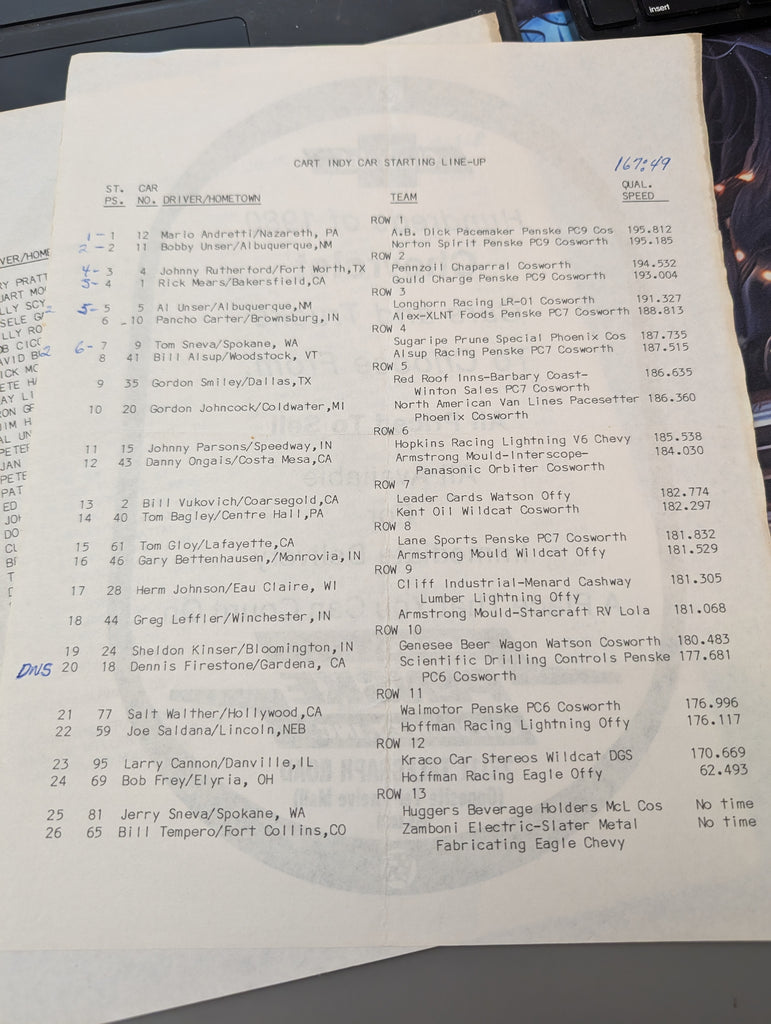 Insert
CART INDY CAR STARTING LINE-UP
167:49
ST. CAR QUAL.
PS. NO. DRIVER/HOMETOWN TEAM SPEED
ROW 1
1- 1 12 Mario Andretti/Nazareth, PA A.B. Dick Pacemaker Penske PC9 Cos 195.812
2- 2 11 Bobby Unser/Albuquerque,NM Norton Spirit Penske PC9 Cosworth 195.185
ROW 2
4- 3 4 Johnny Rutherford/Fort Worth,TX Pennzoil Chaparral Cosworth 194.532
3- 4 1 Rick Mears/Bakersfield,CA Gould Charge Penske PC9 Cosworth 193.004
ROW 3
5- 5 5 Al Unser/Albuquerque,NM Longhorn Racing LR-01 Cosworth 191.327
6 10 Pancho Carter/Brownsburg,IN Alex-XLNT Foods Penske PC7 Cosworth 188.813
ROW 4
6- 7 9 Tom Sneva/Spokane, WA Sugaripe Prune Special Phoenix Cos 187.735
8 41 Bill Alsup/Woodstock, VT Alsup Racing Penske PC7 Cosworth 187.515
ROW 5
9 35 Gordon Smiley/Dallas,TX Red Roof Inns-Barbary Coast- 186.635
Winton Sales PC7 Cosworth
10 20 Gordon Johncock/Coldwater,MI North American Van Lines Pacesetter 186.360
Phoenix Cosworth
ROW 6
11 15 Johnny Parsons/Speedway,IN Hopkins Racing Lightning V6 Chevy 185.538
12 43 Danny Ongais/Costa Mesa,CA Armstrong Mould-Interscope- 184.030
Panasonic Orbiter Cosworth
ROW 7
13 2 Bill Vukovich/Coarsegold,CA Leader Cards Watson Offy 182.774
14 40 Tom Bagley/Centre Hall,PA Kent Oil Wildcat Cosworth 182.297
ROW 8
15 61 Tom Gloy/Lafayette,CA Lane Sports Penske PC7 Cosworth 181.832
16 46 Gary Bettenhausen,/Monrovia,IN Armstrong Mould Wildcat Offy 181.529
ROW 9
17 28 Herm Johnson/Eau Claire, WI Cliff Industrial-Menard Cashway 181.305
Lumber Lightning Offy
18 44 Greg Leffler/Winchester,IN Armstrong Mould-Starcraft RV Lola 181.068
ROW 10
19 24 Sheldon Kinser/Bloomington,IN Genesee Beer Wagon Watson Cosworth 180.483
DNS 20 18 Dennis Firestone/Gardena, CA Scientific Drilling Controls Penske 177.681
PC6 Cosworth
ROW 11
21 77 Salt Walther/Hollywood,CA Walmotor Penske PC6 Cosworth 176.996
22 59 Joe Saldana/Lincoln,NEB Hoffman Racing Lightning Offy 176.117
ROW 12
23 95 Larry Cannon/Danville,IL Kraco Car Stereos Wildcat DGS 170.669
24 69 Bob Frey/Elyria, OH Hoffman Racing Eagle Offy 62.493
ROW 13
25 81 Jerry Sneva/Spokane, WA Huggers Beverage Holders McL Cos No time
26 65 Bill Tempero/Fort Collins,CO Zamboni Electric-Slater Metal No time
Fabricating Eagle Chevy